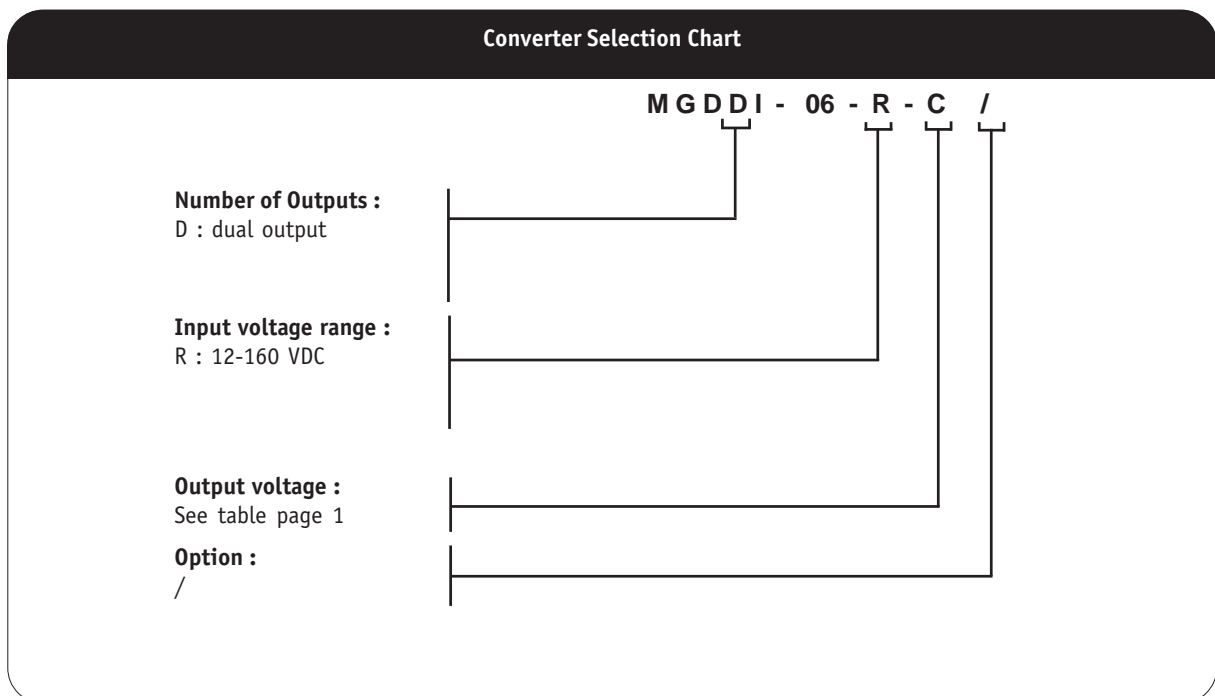 Converter Selection Chart
M G D D I - 06 - R - C /
Number of Outputs :
D : dual output
Input voltage range :
R : 12-160 VDC
Output voltage :
See table page 1
Option :
/